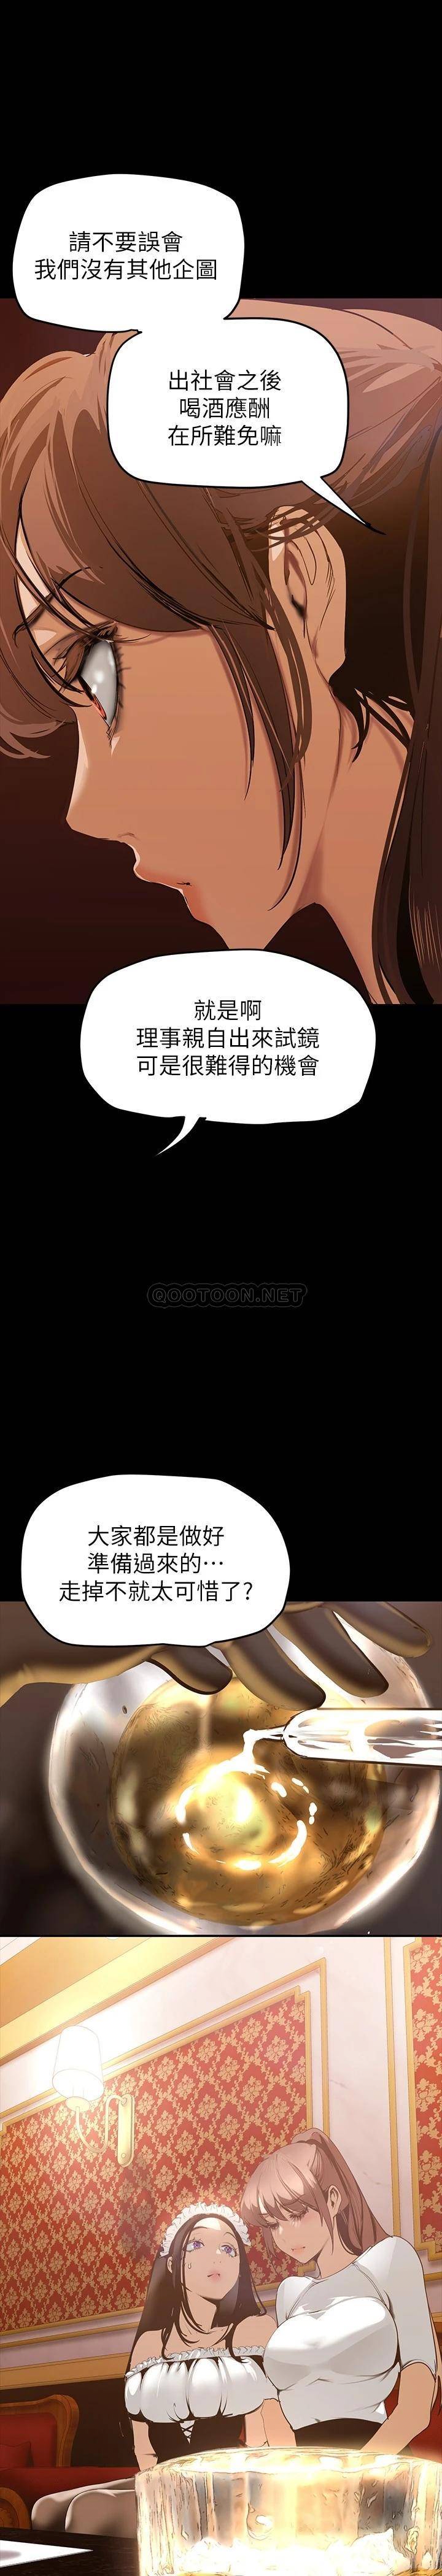 請不要誤會
我們沒有其他企圖
出社會之後
喝酒應酬
在所難免嘛
就是啊
理事親自出來試鏡
可是很難得的機會
QOOTOON.NET
大家都是做好
準備過來的⋯
走掉不就太可惜了?